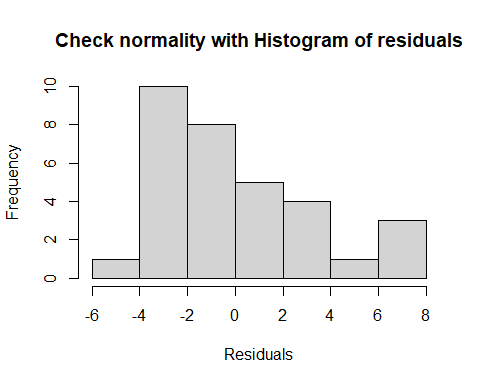 Check normality with Histogram of residuals
Frequency
10
8
6
4
2
0
-6 -4 -2 0 2 4 6 8
Residuals